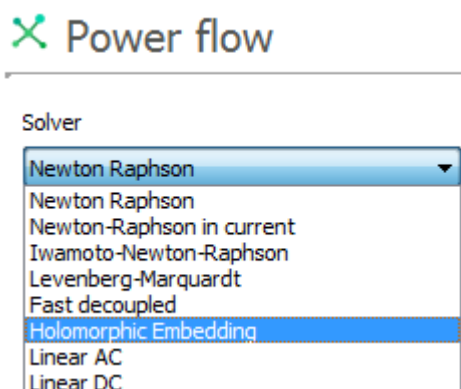 Power flow
Solver
Newton Raphson
Newton Raphson
Newton-Raphson in current
Iwamoto-Newton-Raphson
Levenberg-Marquardt
Fast decoupled
Holomorphic Embedding
Linear AC
Linear DC